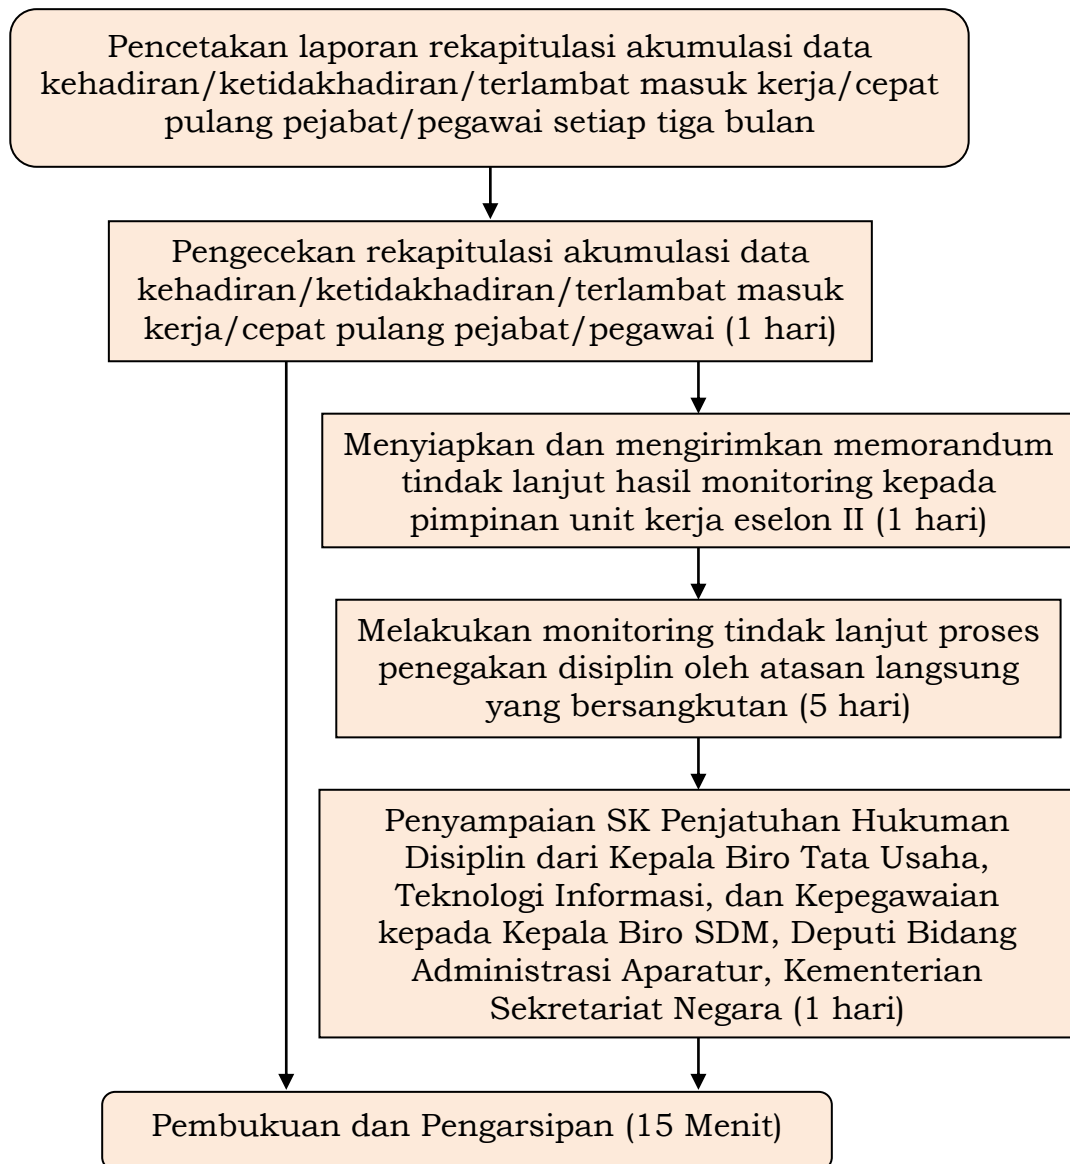 Pencetakan laporan rekapitulasi akumulasi data
kehadiran/ketidakhadiran/terlambat masuk kerja/cepat
pulang pejabat/pegawai setiap tiga bulan
Pengecekan rekapitulasi akumulasi data
kehadiran/ketidakhadiran/terlambat masuk
kerja/cepat pulang pejabat/pegawai (1 hari)
Menyiapkan dan mengirimkan memorandum
tindak lanjut hasil monitoring kepada
pimpinan unit kerja eselon II (1 hari)
Melakukan monitoring tindak lanjut proses
penegakan disiplin oleh atasan langsung
yang bersangkutan (5 hari)
Penyampaian SK Penjatuhan Hukuman
Disiplin dari Kepala Biro Tata Usaha,
Teknologi Informasi, dan Kepegawaian
kepada Kepala Biro SDM, Deputi Bidang
Administrasi Aparatur, Kementerian
Sekretariat Negara (1 hari)
Pembukuan dan Pengarsipan (15 Menit)